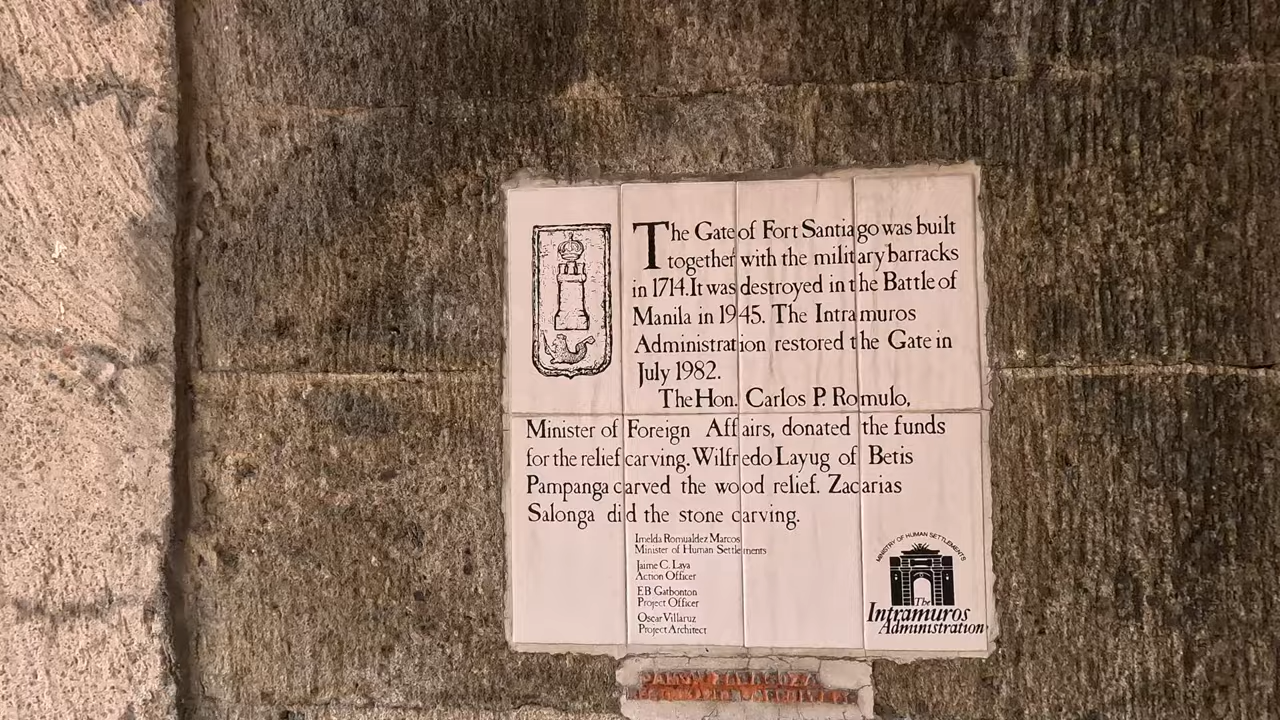 The Gate of Fort Santiago was built
together with the military barracks
in 1714. It was destroyed in the Battle of
Manila in 1945. The Intramuros
Administration restored the Gate in
July 1982.
The Hon. Carlos P. Romulo,
Minister of Foreign Affairs, donated the funds
for the relief carving. Wilfredo Layug of Betis
Pampanga carved the wood relief. Zacarias
Salonga did the stone carving.
Imelda Romualdez Marcos
Minister of Human Settlements
Jaime C. Laya
Action Officer
E.B Gatbonton
Project Officer
Oscar Villaruz
Project Architect
MINISTRY OF HUMAN SETTLEMENTS
The
Intramuros
Administration